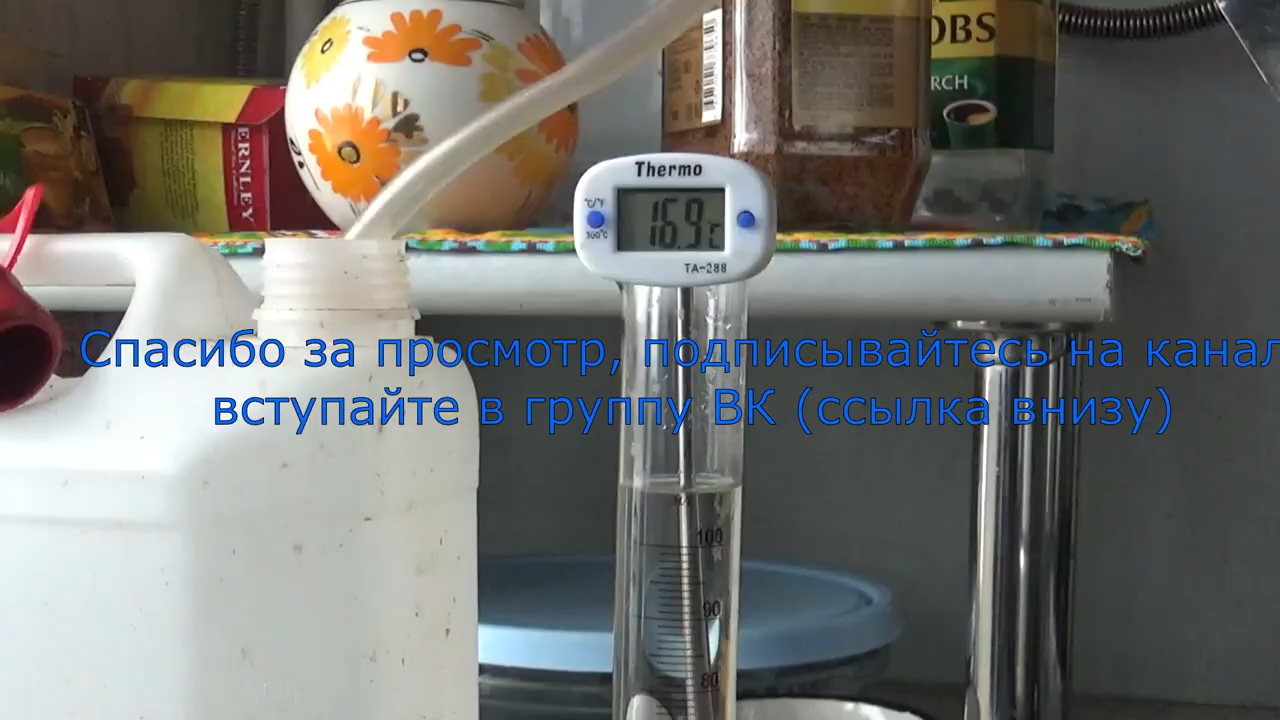 OBS
RCH
ERNLEY
Thermo
°C/°F
16.9°C
TA-288
Спасибо за просмотр, подписывайтесь на канал
вступайте в группу ВК (ссылка внизу)
100
90
80